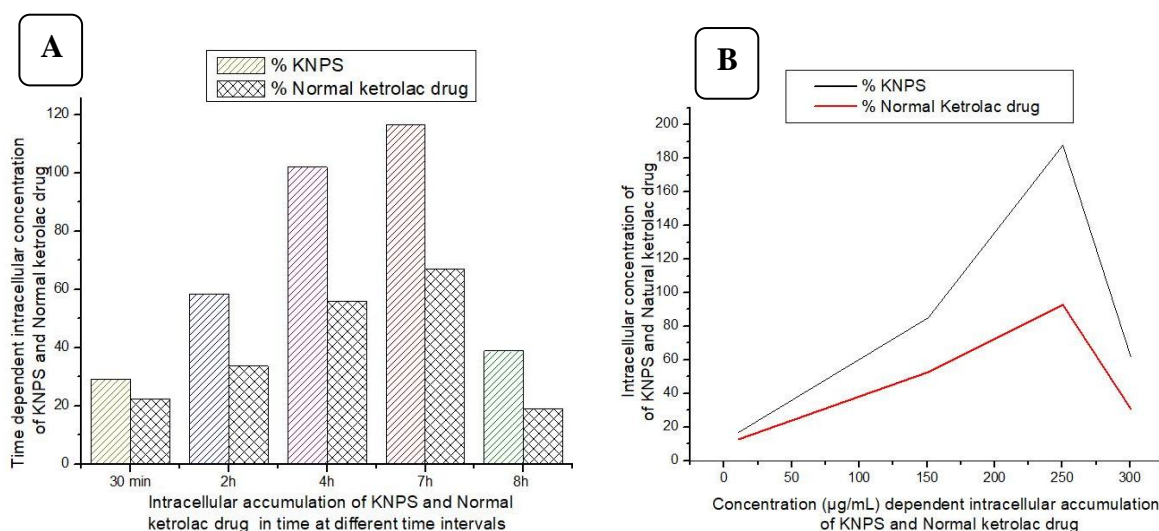 A
% KNPS
% Normal ketrolac drug
Time dependent intracellular concentration
of KNPS and Normal ketrolac drug
120
100
80
60
40
20
0
30 min 2h 4h 7h 8h
Intracellular accumulation of KNPS and Normal
ketrolac drug in time at different time intervals
B
% KNPS
% Normal Ketrolac drug
Intracellular concentration of
of KNPS and Natural ketrolac drug
200
180
160
140
120
100
80
60
40
20
0
0 50 100 150 200 250 300
Concentration (µg/mL) dependent intracellular accumulation
of KNPS and Normal ketrolac drug